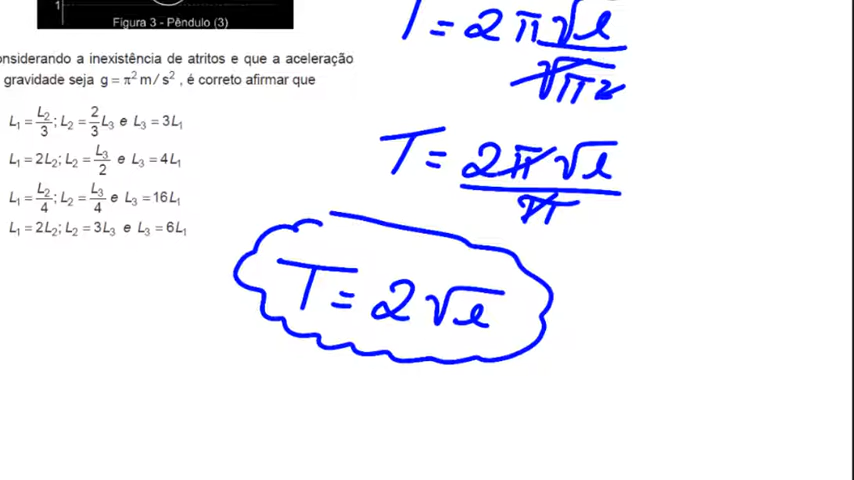 1
Figura 3 - Pêndulo (3)
onsiderando a inexistência de atritos e que a aceleração
gravidade seja g = π² m/s², é correto afirmar que
L₁ = L₂/3; L₂ = 2/3 L₃ e L₃ = 3L₁
L₁ = 2L₂; L₂ = L₃/2 e L₃ = 4L₁
L₁ = L₂/4; L₂ = L₃/4 e L₃ = 16L₁
L₁ = 2L₂; L₂ = 3L₃ e L₃ = 6L₁
T = 2π√l / √π²
T = 2π√l / π
T = 2√l